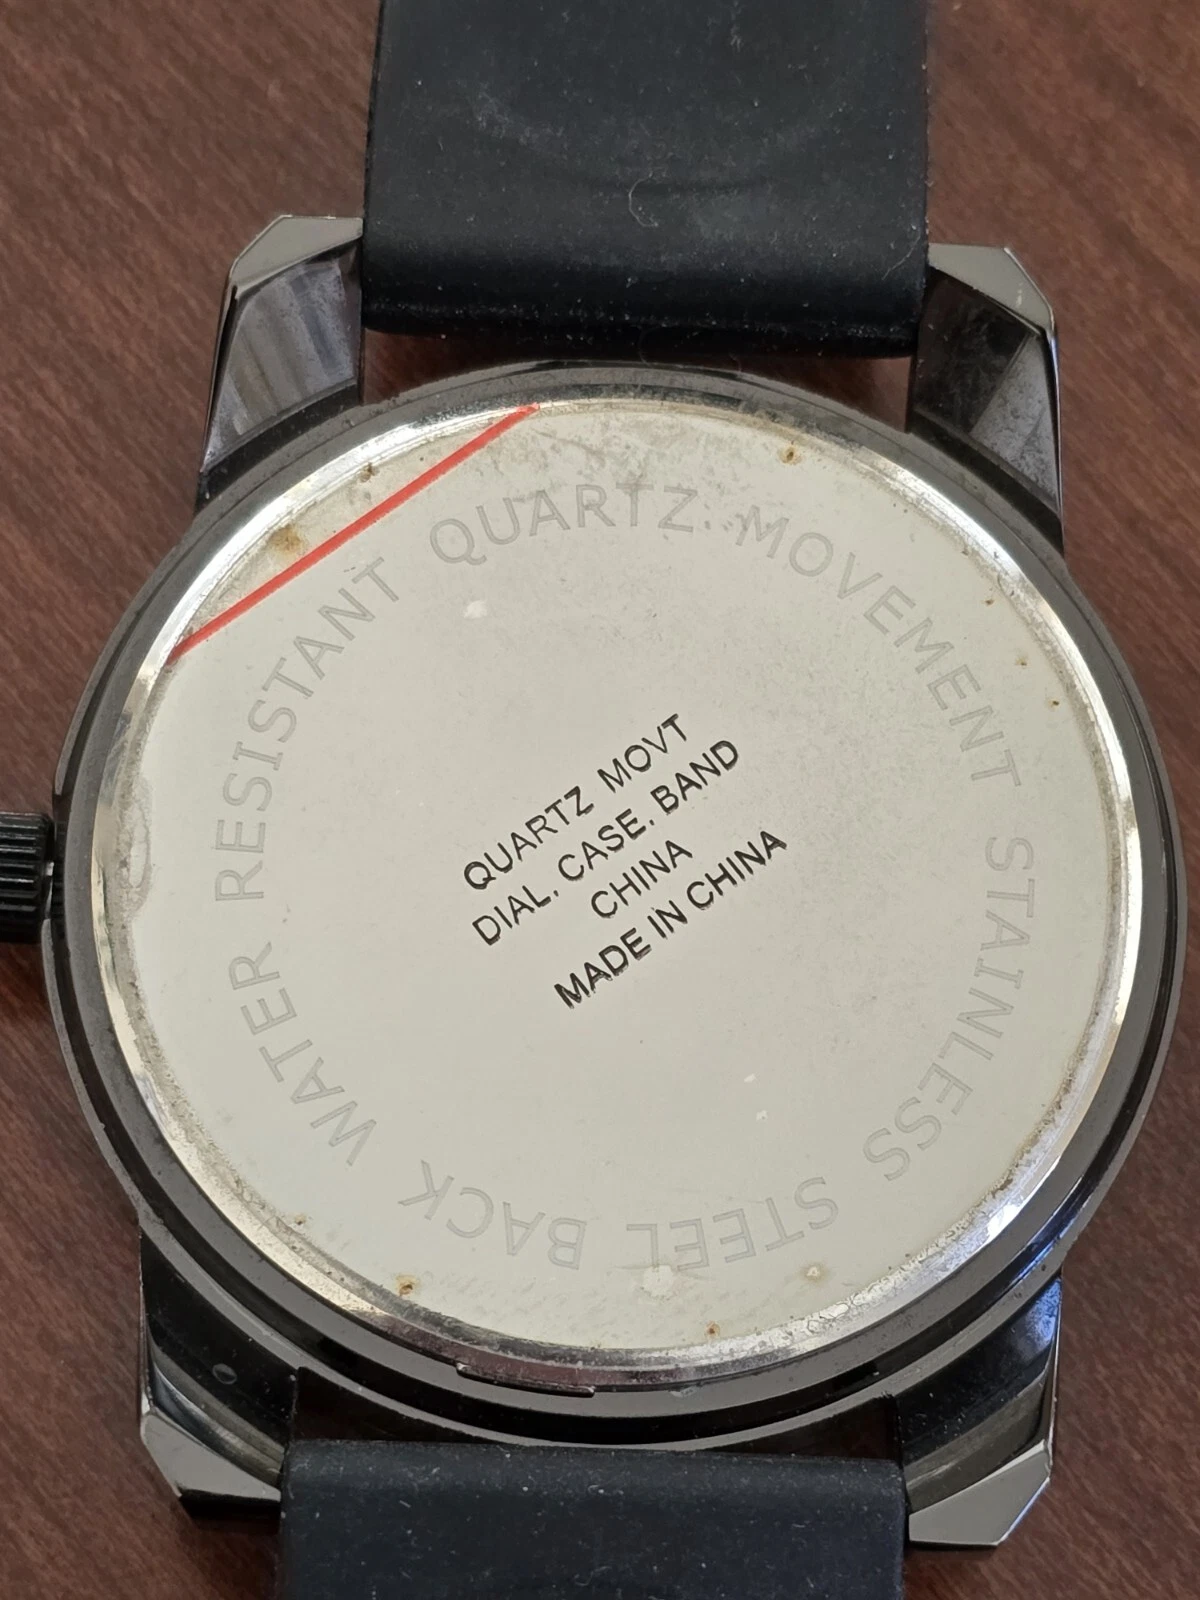 WATER RESISTANT QUARTZ MOVEMENT STAINLESS STEEL BACK
QUARTZ MOVT
DIAL. CASE. BAND
CHINA
MADE IN CHINA